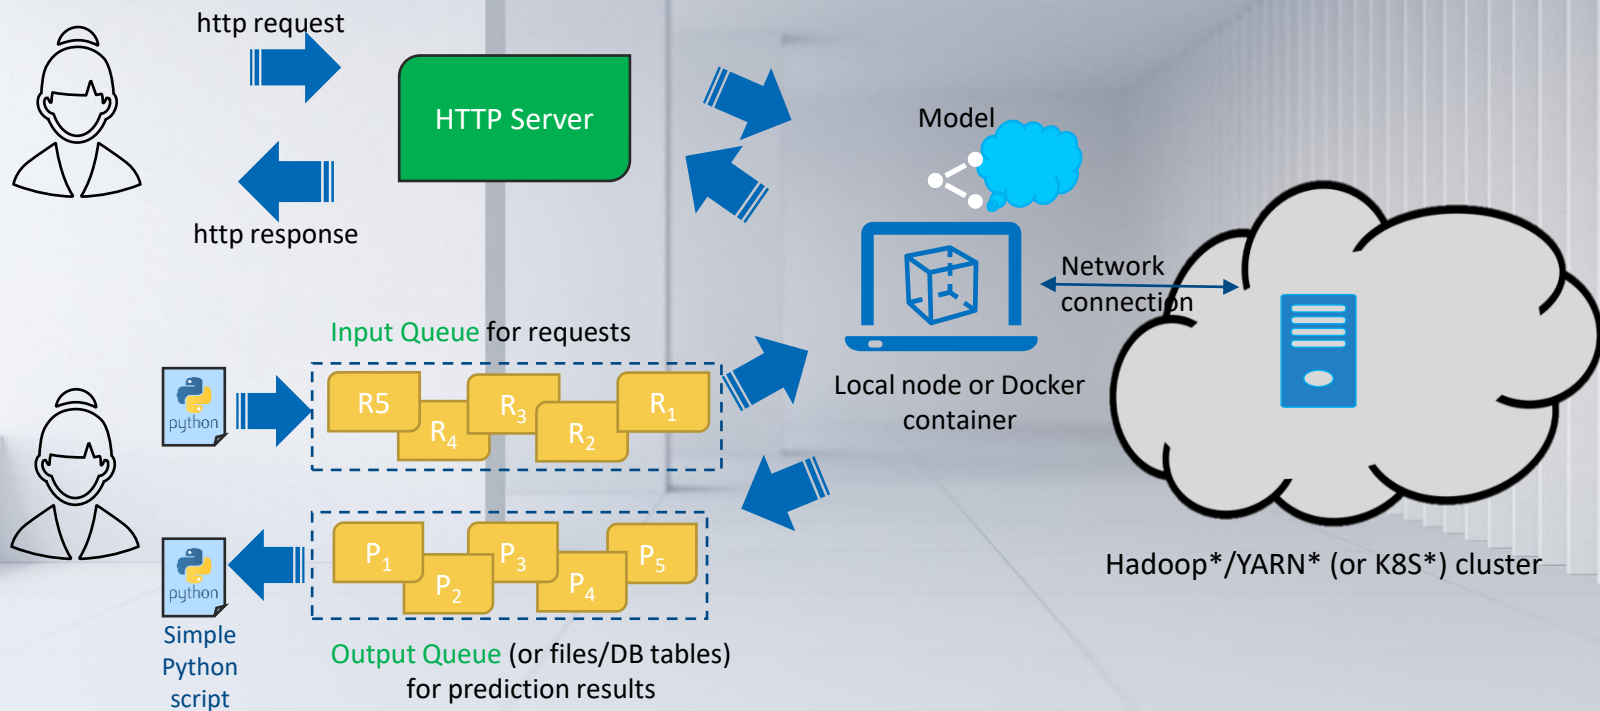 http request
HTTP Server
http response
Model
Network
connection
Local node or Docker
container
Hadoop*/YARN* (or K8S*) cluster
Input Queue for requests
python
R5
R4
R3
R2
R1
python
P1
P2
P3
P4
P5
Simple
Python
script
Output Queue (or files/DB tables)
for prediction results